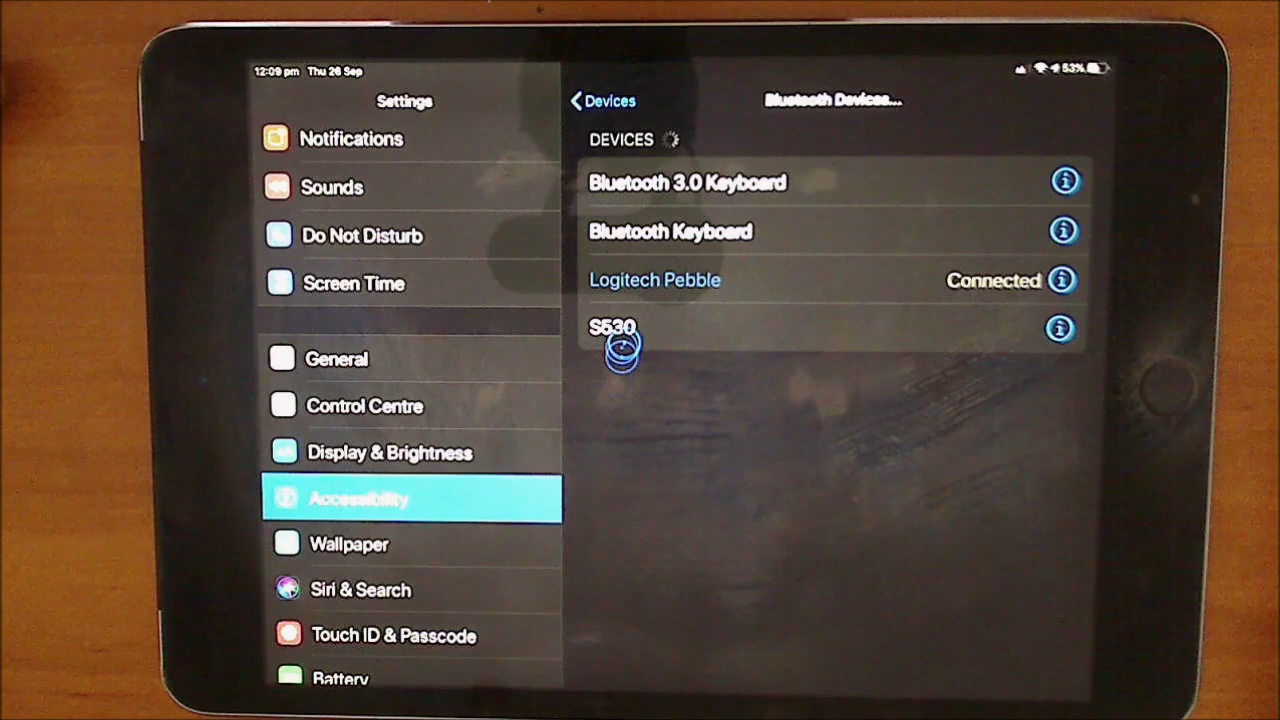 12:09 pm Thu 26 Sep
53%
Settings
Devices
Bluetooth Devices...
Notifications
Sounds
Do Not Disturb
Screen Time
General
Control Centre
Display & Brightness
Accessibility
Wallpaper
Siri & Search
Touch ID & Passcode
Battery
DEVICES
Bluetooth 3.0 Keyboard
Bluetooth Keyboard
Logitech Pebble Connected
S530